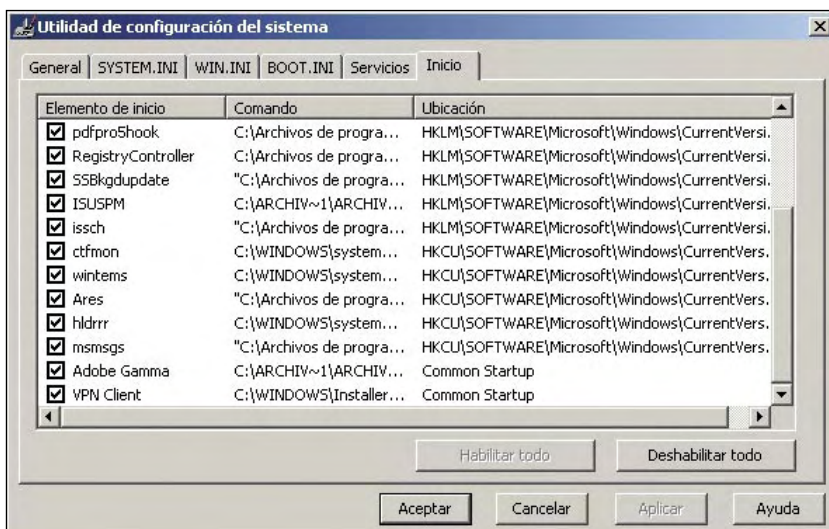 Utilidad de configuración del sistema
General SYSTEM.INI WIN.INI BOOT.INI Servicios Inicio
Elemento de inicio Comando Ubicación
pdfpro5hook C:\Archivos de progra... HKLM\SOFTWARE\Microsoft\Windows\CurrentVersi.
RegistryController C:\Archivos de progra... HKLM\SOFTWARE\Microsoft\Windows\CurrentVersi.
SSBkgdupdate "C:\Archivos de progra... HKLM\SOFTWARE\Microsoft\Windows\CurrentVersi.
ISUSPM C:\ARCHIV~1\ARCHIV... HKLM\SOFTWARE\Microsoft\Windows\CurrentVersi.
issch "C:\Archivos de progra... HKLM\SOFTWARE\Microsoft\Windows\CurrentVersi.
ctfmon C:\WINDOWS\system... HKCU\SOFTWARE\Microsoft\Windows\CurrentVers.
wintems C:\WINDOWS\system... HKCU\SOFTWARE\Microsoft\Windows\CurrentVers.
Ares "C:\Archivos de progra... HKCU\SOFTWARE\Microsoft\Windows\CurrentVers.
hldrrr C:\WINDOWS\system... HKCU\SOFTWARE\Microsoft\Windows\CurrentVers.
msmsgs "C:\Archivos de progra... HKCU\SOFTWARE\Microsoft\Windows\CurrentVers.
Adobe Gamma C:\ARCHIV~1\ARCHIV... Common Startup
VPN Client C:\WINDOWS\Installer... Common Startup
Habilitar todo Deshabilitar todo
Aceptar Cancelar Aplicar Ayuda